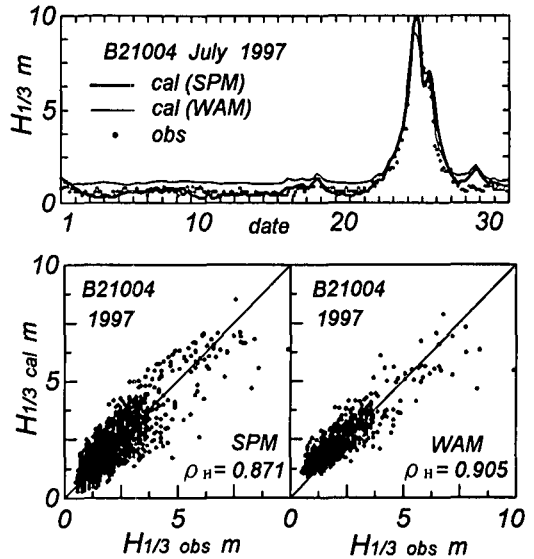 10
B21004 July 1997
cal (SPM)
cal (WAM)
obs
5
0
H1/3 m
1 10 20 30
date
10
B21004
1997
SPM
ρH = 0.871
5
0
H1/3 cal m
0 5
H1/3 obs m
B21004
1997
WAM
ρH = 0.905
0 5 10
H1/3 obs m